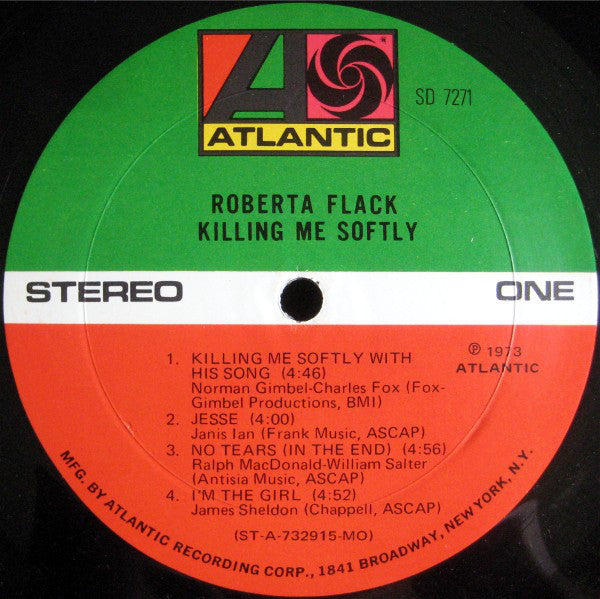 ATLANTIC
SD 7271
ROBERTA FLACK
KILLING ME SOFTLY
STEREO
ONE
℗ 1973
ATLANTIC
1. KILLING ME SOFTLY WITH
HIS SONG (4:46)
Norman Gimbel-Charles Fox (Fox-
Gimbel Productions, BMI)
2. JESSE (4:00)
Janis Ian (Frank Music, ASCAP)
3. NO TEARS (IN THE END) (4:56)
Ralph MacDonald-William Salter
(Antisia Music, ASCAP)
4. I'M THE GIRL (4:52)
James Sheldon (Chappell, ASCAP)
(ST-A-732915-MO)
MFG. BY ATLANTIC RECORDING CORP., 1841 BROADWAY, NEW YORK, N.Y.